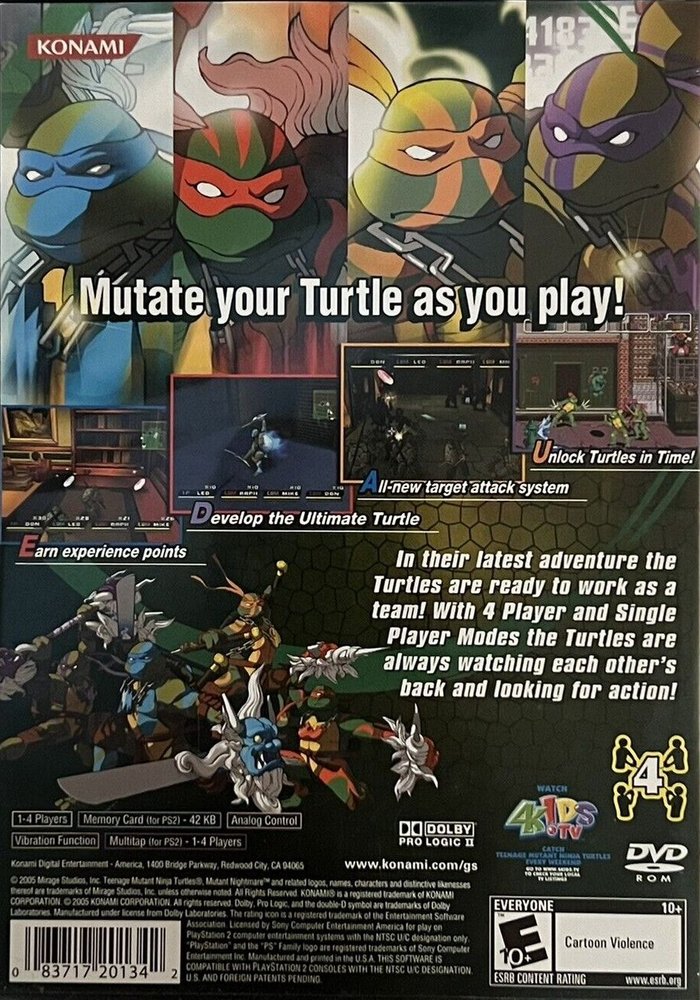 KONAMI
4187
Mutate your Turtle as you play!
Unlock Turtles in Time!
All-new target attack system
Develop the Ultimate Turtle
Earn experience points
In their latest adventure the
Turtles are ready to work as a
team! With 4 Player and Single
Player Modes the Turtles are
always watching each other's
back and looking for action!
4
1-4 Players
Memory Card (for PS2) - 42 KB
Analog Control
Vibration Function
Multitap (for PS2) - 1-4 Players
DOLBY
PRO LOGIC II
WATCH
4KIDS
TV
CATCH
TEENAGE MUTANT NINJA TURTLES
EVERY WEEKEND
GO TO WWW.4KIDS.TV
TO CHECK YOUR LOCAL
TV LISTINGS
DVD
ROM
Konami Digital Entertainment - America, 1400 Bridge Parkway, Redwood City, CA 94065
www.konami.com/gs
© 2005 Mirage Studios, Inc. Teenage Mutant Ninja Turtles®, Mutant Nightmare™ and related logos, names, characters and distinctive likenesses
thereof are trademarks of Mirage Studios, Inc. unless otherwise noted. All Rights Reserved. KONAMI® is a registered trademark of KONAMI
CORPORATION. © 2005 KONAMI CORPORATION. All rights reserved. Dolby, Pro Logic, and the double-D symbol are trademarks of Dolby
Laboratories. Manufactured under license from Dolby Laboratories. The rating icon is a registered trademark of the Entertainment Software
Association. Licensed by Sony Computer Entertainment America for play on
PlayStation 2 computer entertainment systems with the NTSC U/C designation only.
"PlayStation" and the "PS" Family logo are registered trademarks of Sony Computer
Entertainment Inc. Manufactured and printed in the U.S.A. THIS SOFTWARE IS
COMPATIBLE WITH PLAYSTATION 2 CONSOLES WITH THE NTSC U/C DESIGNATION.
U.S. AND FOREIGN PATENTS PENDING.
0 83717 20134 2
EVERYONE 10+
E
10+
Cartoon Violence
ESRB CONTENT RATING www.esrb.org